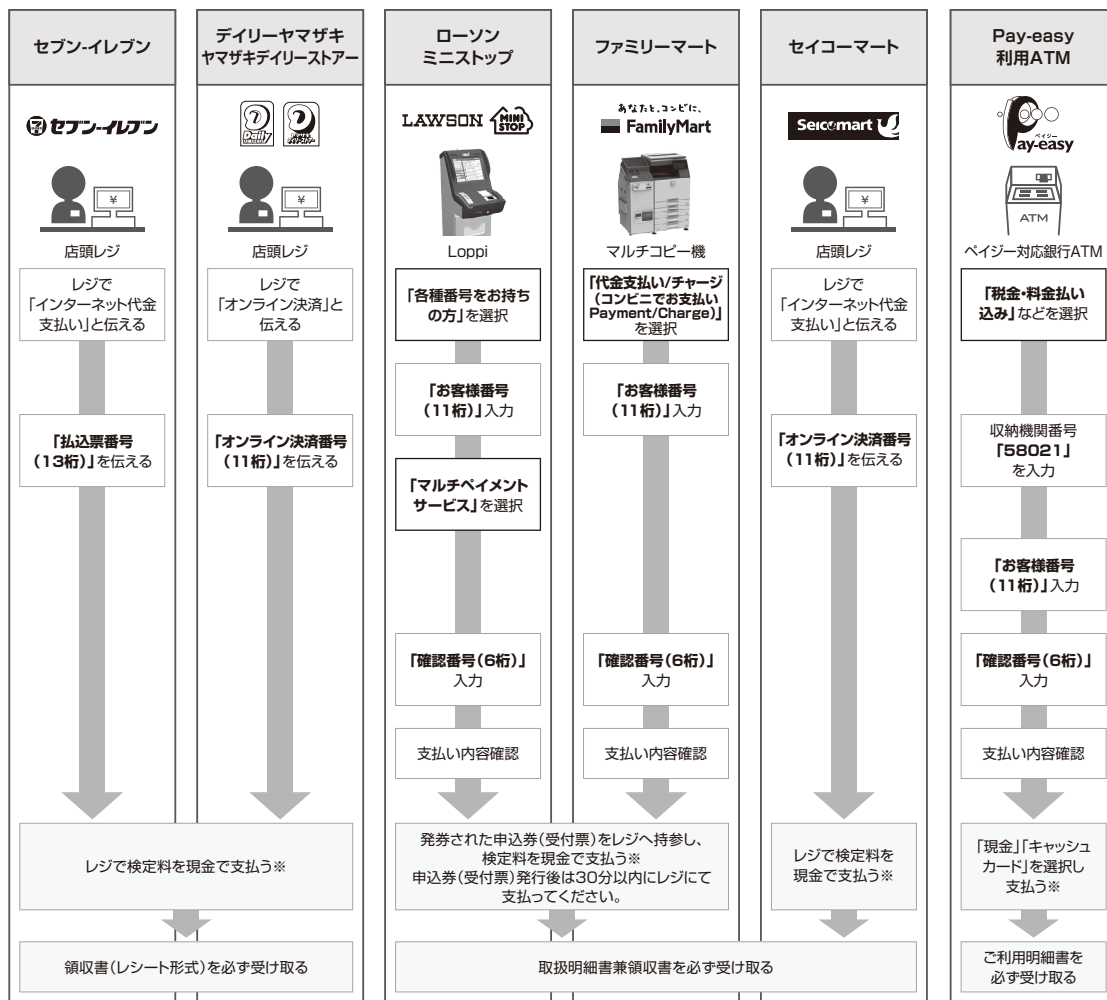 セブン-イレブン
デイリーヤマザキ
ヤマザキデイリーストアー
ローソン
ミニストップ
ファミリーマート
セイコーマート
Pay-easy
利用ATM
セブン-イレブン
Daily
LAWSON
MINI
STOP
あなたと、コンビに、
FamilyMart
Seicomart
ペイジー
Pay-easy
¥
¥
¥
ATM
店頭レジ
店頭レジ
Loppi
マルチコピー機
店頭レジ
ペイジー対応銀行ATM
レジで
「インターネット代金
支払い」と伝える
レジで
「オンライン決済」と
伝える
「各種番号をお持ち
の方」を選択
「代金支払い/チャージ
(コンビニでお支払い
Payment/Charge)」
を選択
レジで
「インターネット代金
支払い」と伝える
「税金・料金払い
込み」などを選択
「お客様番号
(11桁)」入力
「お客様番号
(11桁)」入力
「払込票番号
(13桁)」を伝える
「オンライン決済番号
(11桁)」を伝える
「マルチペイメント
サービス」を選択
「オンライン決済番号
(11桁)」を伝える
収納機関番号
「58021」
を入力
「お客様番号
(11桁)」入力
「確認番号(6桁)」
入力
「確認番号(6桁)」
入力
「確認番号(6桁)」
入力
支払い内容確認
支払い内容確認
支払い内容確認
レジで検定料を現金で支払う※
発券された申込券(受付票)をレジへ持参し、
検定料を現金で支払う※
申込券(受付票)発行後は30分以内にレジにて
支払ってください。
レジで検定料を
現金で支払う※
「現金」「キャッシュ
カード」を選択し
支払う※
領収書(レシート形式)を必ず受け取る
取扱明細書兼領収書を必ず受け取る
ご利用明細書を
必ず受け取る